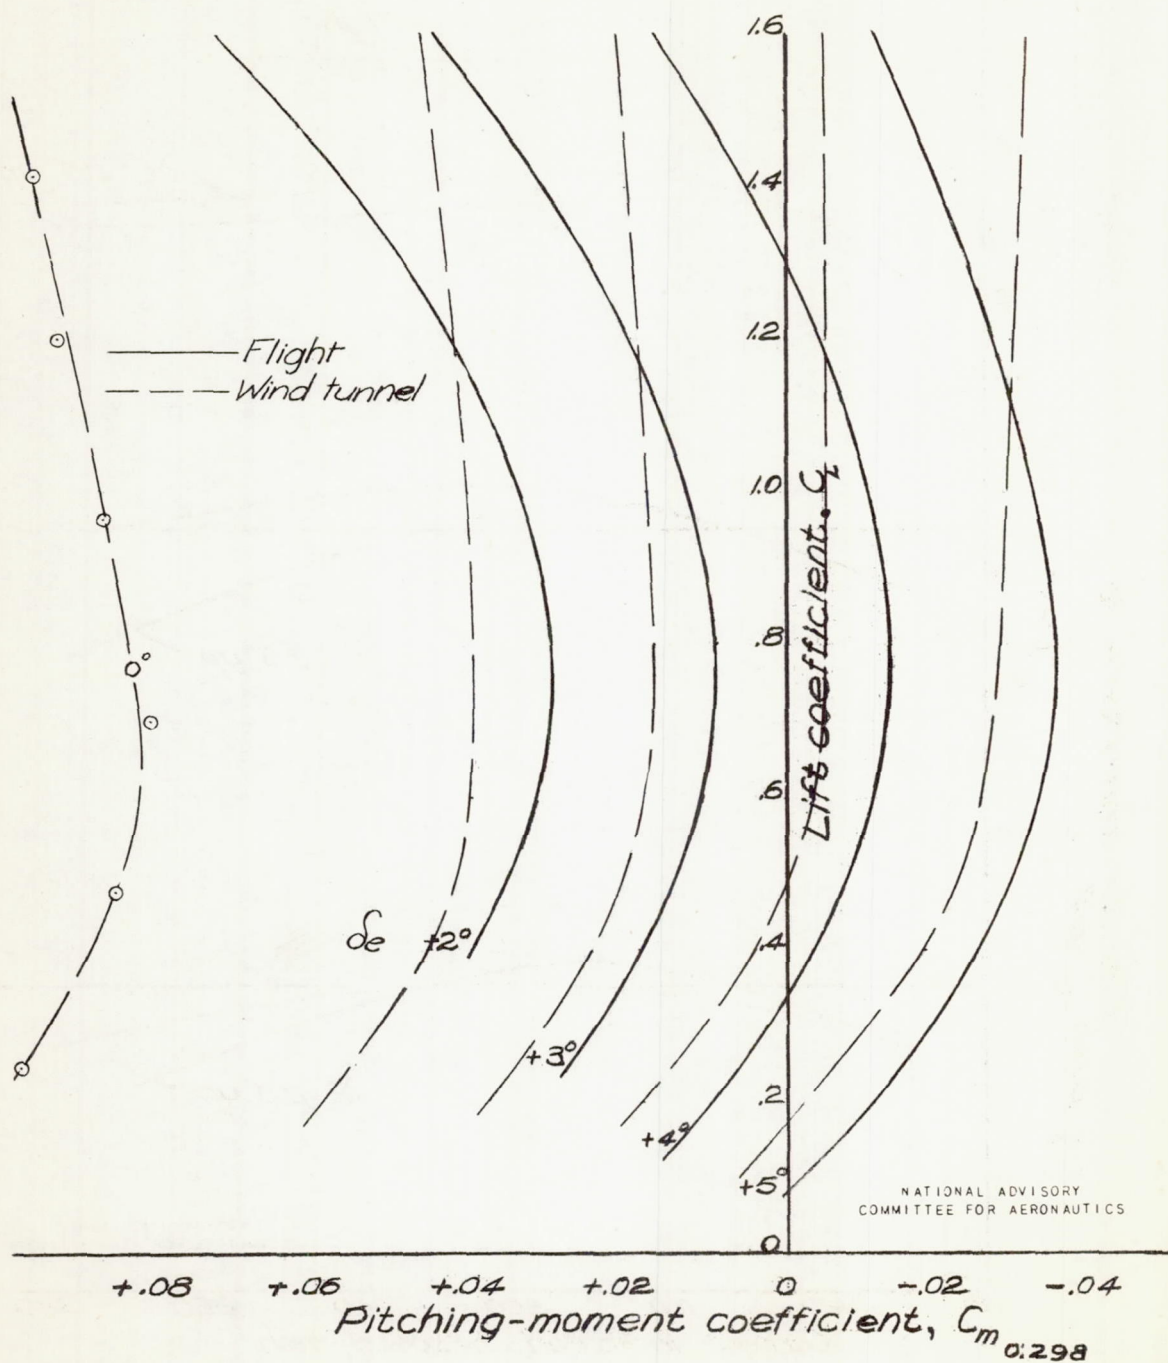 1.6
1.4
1.2
Flight
Wind tunnel
1.0
Lift coefficient, CL
.8
0°
.6
δe +2°
.4
+3°
.2
+4°
+5°
NATIONAL ADVISORY
COMMITTEE FOR AERONAUTICS
0
+.08 +.06 +.04 +.02 0 -.02 -.04
Pitching-moment coefficient, Cm0.298